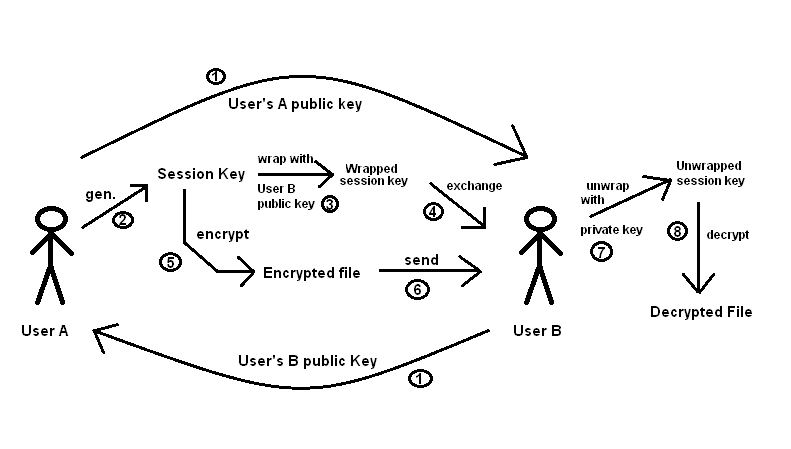 1
User's A public key
Session Key
wrap with
User B
public key 3
Wrapped
session key
exchange
4
gen.
2
encrypt
5
Encrypted file
send
6
unwrap
with
private key
7
Unwrapped
session key
8 decrypt
Decrypted File
User A
User B
User's B public Key
1